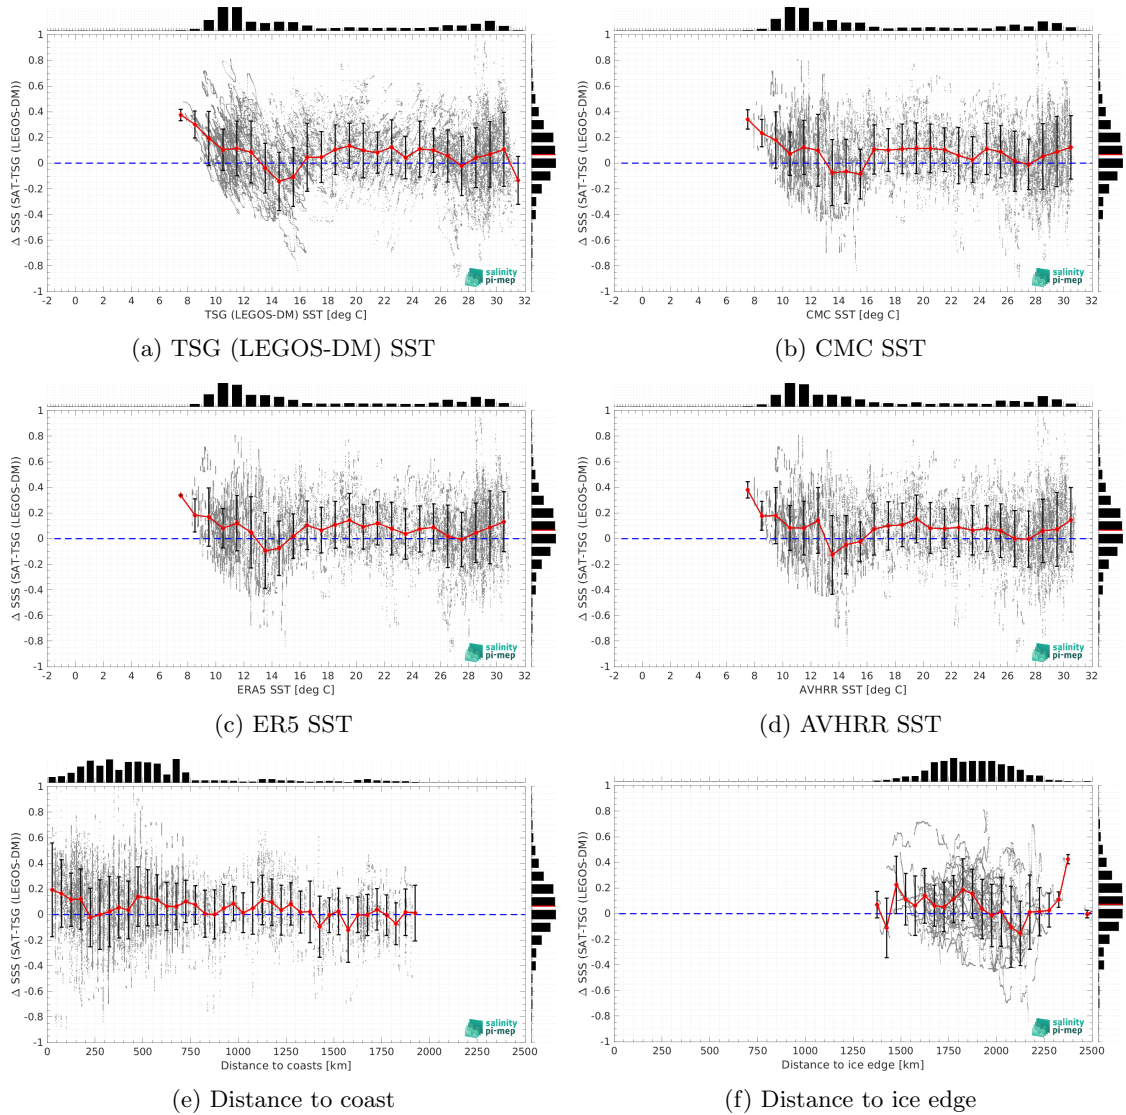 1
0.8
0.6
0.4
0.2
0
-0.2
-0.4
-0.6
-0.8
-1
Δ SSS (SAT-TSG (LEGOS-DM))
salinity
pi-mep
-2 0 2 4 6 8 10 12 14 16 18 20 22 24 26 28 30 32
TSG (LEGOS-DM) SST [deg C]
(a) TSG (LEGOS-DM) SST
1
0.8
0.6
0.4
0.2
0
-0.2
-0.4
-0.6
-0.8
-1
Δ SSS (SAT-TSG (LEGOS-DM))
salinity
pi-mep
-2 0 2 4 6 8 10 12 14 16 18 20 22 24 26 28 30 32
CMC SST [deg C]
(b) CMC SST
1
0.8
0.6
0.4
0.2
0
-0.2
-0.4
-0.6
-0.8
-1
Δ SSS (SAT-TSG (LEGOS-DM))
salinity
pi-mep
-2 0 2 4 6 8 10 12 14 16 18 20 22 24 26 28 30 32
ERA5 SST [deg C]
(c) ER5 SST
1
0.8
0.6
0.4
0.2
0
-0.2
-0.4
-0.6
-0.8
-1
Δ SSS (SAT-TSG (LEGOS-DM))
salinity
pi-mep
-2 0 2 4 6 8 10 12 14 16 18 20 22 24 26 28 30 32
AVHRR SST [deg C]
(d) AVHRR SST
1
0.8
0.6
0.4
0.2
0
-0.2
-0.4
-0.6
-0.8
-1
Δ SSS (SAT-TSG (LEGOS-DM))
salinity
pi-mep
0 250 500 750 1000 1250 1500 1750 2000 2250 2500
Distance to coasts [km]
(e) Distance to coast
1
0.8
0.6
0.4
0.2
0
-0.2
-0.4
-0.6
-0.8
-1
Δ SSS (SAT-TSG (LEGOS-DM))
salinity
pi-mep
0 250 500 750 1000 1250 1500 1750 2000 2250 2500
Distance to ice edge [km]
(f) Distance to ice edge